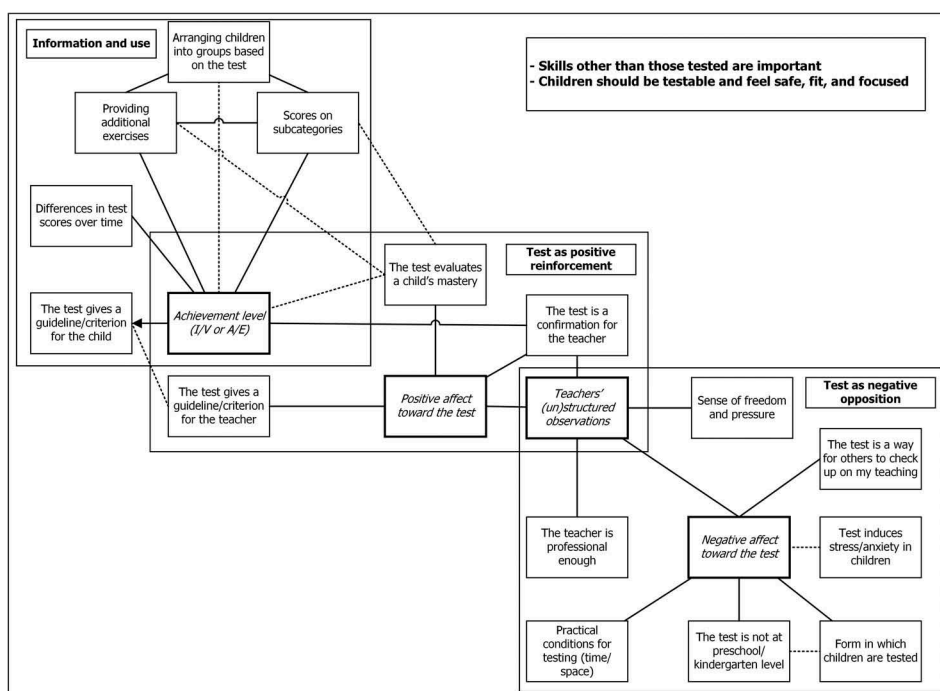 Information and use
Arranging children
into groups based
on the test
- Skills other than those tested are important
- Children should be testable and feel safe, fit, and focused
Providing
additional
exercises
Scores on
subcategories
Differences in test
scores over time
The test evaluates
a child's mastery
Test as positive
reinforcement
The test gives a
guideline/criterion
for the child
Achievement level
(I/V or A/E)
The test is a
confirmation for
the teacher
The test gives a
guideline/criterion
for the teacher
Positive affect
toward the test
Teachers'
(un)structured
observations
Sense of freedom
and pressure
Test as negative
opposition
The test is a way
for others to check
up on my teaching
The teacher is
professional
enough
Negative affect
toward the test
Test induces
stress/anxiety in
children
Practical
conditions for
testing (time/
space)
The test is not at
preschool/
kindergarten level
Form in which
children are tested